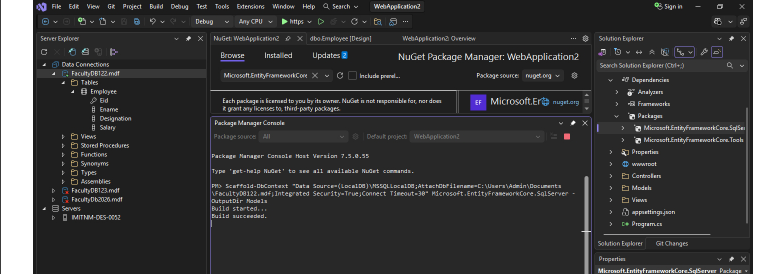 File Edit View Git Project Build Debug Test Tools Extensions Window Help Search WebApplication2 Sign in
Debug Any CPU https
Server Explorer
Data Connections
FacultyDB122.mdf
Tables
Employee
Eid
Ename
Designation
Salary
Views
Stored Procedures
Functions
Synonyms
Types
Assemblies
FacultyDB123.mdf
FacultyDb2026.mdf
Servers
IMITNM-DES-0052
NuGet: WebApplication2 dbo.Employee [Design] WebApplication2: Overview
Browse Installed Updates 2 NuGet Package Manager: WebApplication2
Microsoft.EntityFrameworkCore Include prerel... Package source: nuget.org
Each package is licensed to you by its owner. NuGet is not responsible, nor does
it grant any licenses to, third-party packages.
EF Microsoft.En nuget.org
Package Manager Console
Package source: All Default project: WebApplication2
Package Manager Console Host Version 7.5.0.55
Type 'get-help NuGet' to see all available NuGet commands.
PM> Scaffold-DbContext "Data Source=(LocalDB)\MSSQLLocalDB;AttachDbFilename=C:\Users\Admin\Documents
\FacultyDB122.mdf;Integrated Security=True;Connect Timeout=30" Microsoft.EntityFrameworkCore.SqlServer -
OutputDir Models
Build started...
Build succeeded.
Solution Explorer
Search Solution Explorer (Ctrl+;)
Dependencies
Analyzers
Frameworks
Packages
Microsoft.EntityFrameworkCore.SqlSe
Microsoft.EntityFrameworkCore.Tools
Properties
wwwroot
Controllers
Models
Views
appsettings.json
C# Program.cs
Solution Explorer Git Changes
Properties
Microsoft.EntityFrameworkCore.SqlServer Package